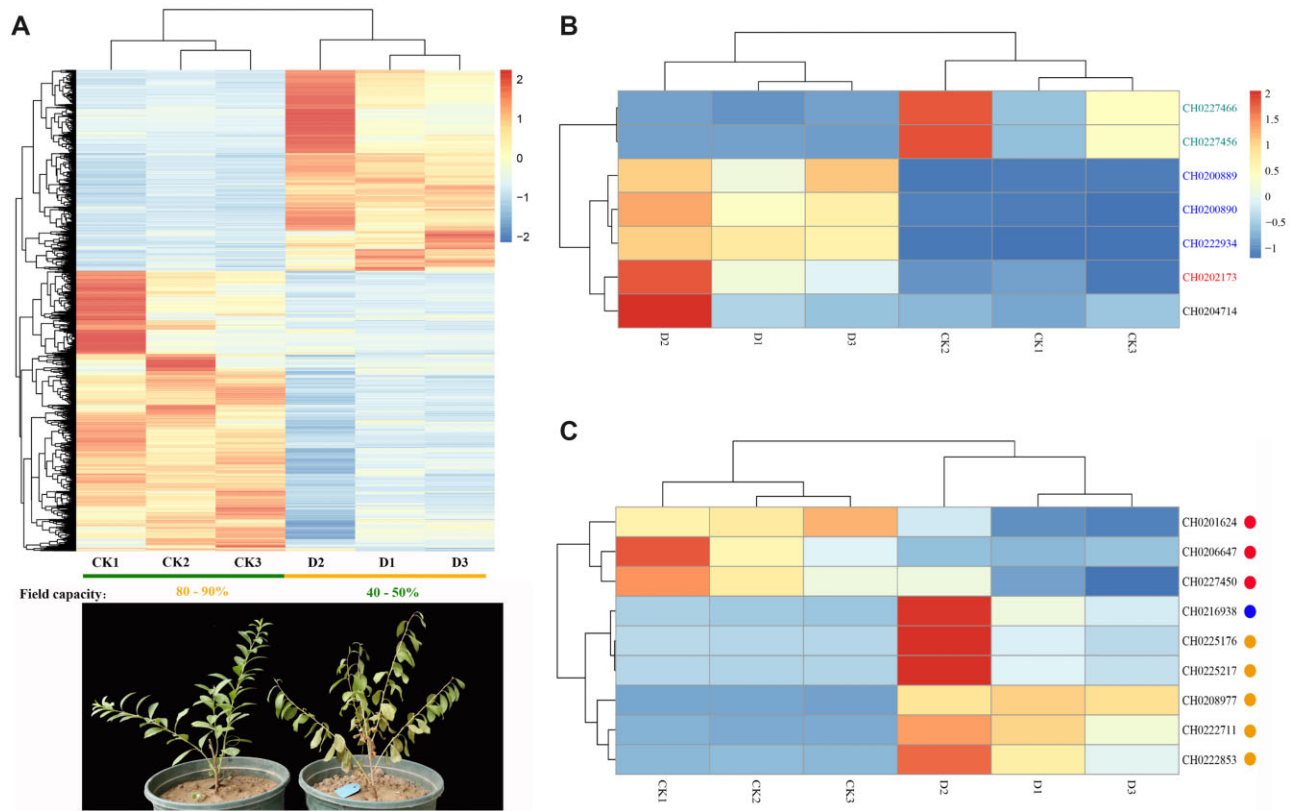 A
2
1
0
−1
−2
CK1 CK2 CK3 D2 D1 D3
Field capacity: 80 - 90% 40 - 50%
B
CH0227466
CH0227456
CH0200889
CH0200890
CH0222934
CH0202173
CH0204714
2
1.5
1
0.5
0
−0.5
−1
D2 D1 D3 CK2 CK1 CK3
C
CH0201624
CH0206647
CH0227450
CH0216938
CH0225176
CH0225217
CH0208977
CH0222711
CH0222853
CK1 CK2 CK3 D2 D1 D3